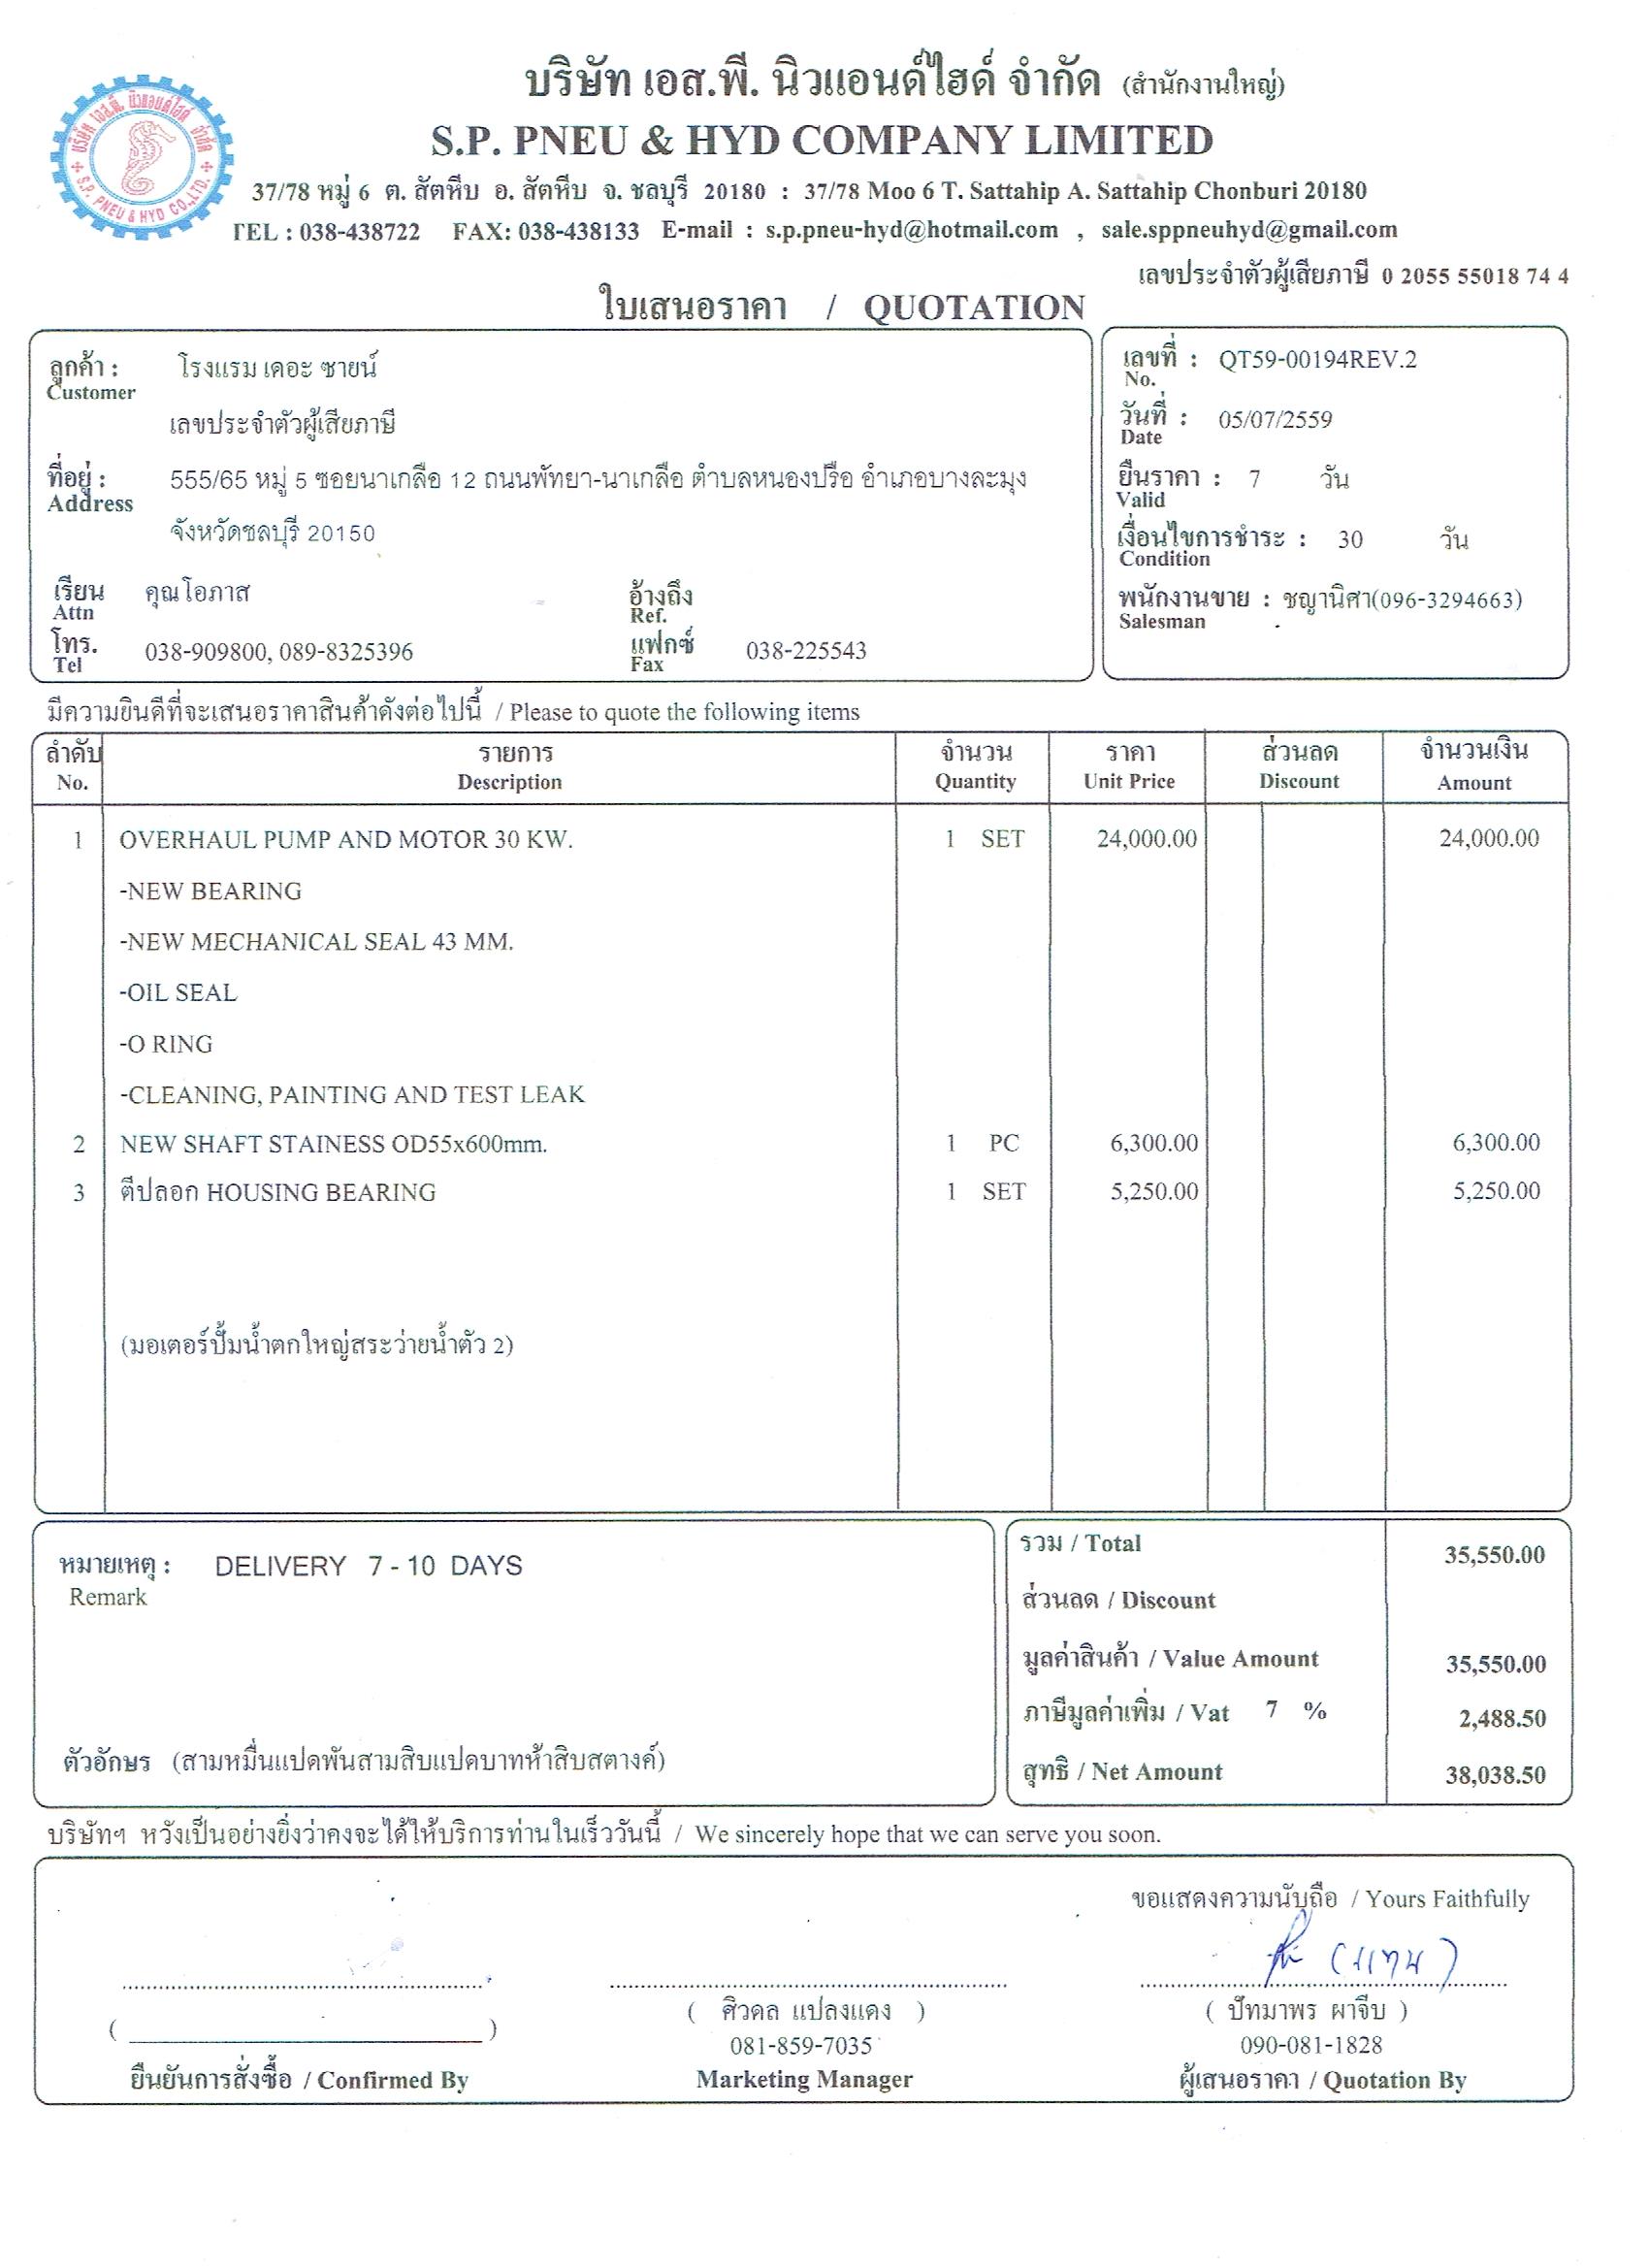 บริษัท เอส.พี. นิวแอนด์ไฮด์ จำกัด (สำนักงานใหญ่)
S.P. PNEU & HYD COMPANY LIMITED
บริษัท เอส.พี. นิวแอนด์ไฮด์ จำกัด
S.P. PNEU & HYD CO.,LTD.
37/78 หมู่ 6 ต. สัตหีบ อ. สัตหีบ จ. ชลบุรี 20180 : 37/78 Moo 6 T. Sattahip A. Sattahip Chonburi 20180
TEL : 038-438722 FAX: 038-438133 E-mail : s.p.pneu-hyd@hotmail.com , sale.sppneuhyd@gmail.com
เลขประจำตัวผู้เสียภาษี 0 2055 55018 74 4
ใบเสนอราคา / QUOTATION
ลูกค้า : โรงแรม เดอะ ซายน์
Customer
เลขประจำตัวผู้เสียภาษี
ที่อยู่ : 555/65 หมู่ 5 ซอยนาเกลือ 12 ถนนพัทยา-นาเกลือ ตำบลหนองปรือ อำเภอบางละมุง
Address
จังหวัดชลบุรี 20150
เรียน คุณโอภาส อ้างถึง
Attn Ref.
โทร. 038-909800, 089-8325396 แฟกซ์ 038-225543
Tel Fax
เลขที่ : QT59-00194REV.2
No.
วันที่ : 05/07/2559
Date
ยืนราคา : 7 วัน
Valid
เงื่อนไขการชำระ : 30 วัน
Condition
พนักงานขาย : ชญานิศา(096-3294663)
Salesman
มีความยินดีที่จะเสนอราคาสินค้าดังต่อไปนี้ / Please to quote the following items
ลำดับ รายการ จำนวน ราคา ส่วนลด จำนวนเงิน
No. Description Quantity Unit Price Discount Amount
1 OVERHAUL PUMP AND MOTOR 30 KW. 1 SET 24,000.00 24,000.00
-NEW BEARING
-NEW MECHANICAL SEAL 43 MM.
-OIL SEAL
-O RING
-CLEANING, PAINTING AND TEST LEAK
2 NEW SHAFT STAINESS OD55x600mm. 1 PC 6,300.00 6,300.00
3 ตีปลอก HOUSING BEARING 1 SET 5,250.00 5,250.00
(มอเตอร์ปั้มน้ำตกใหญ่สระว่ายน้ำตัว 2)
หมายเหตุ : DELIVERY 7 - 10 DAYS
Remark
ตัวอักษร (สามหมื่นแปดพันสามสิบแปดบาทห้าสิบสตางค์)
รวม / Total 35,550.00
ส่วนลด / Discount
มูลค่าสินค้า / Value Amount 35,550.00
ภาษีมูลค่าเพิ่ม / Vat 7 % 2,488.50
สุทธิ / Net Amount 38,038.50
บริษัทฯ หวังเป็นอย่างยิ่งว่าคงจะได้ให้บริการท่านในเร็ววันนี้ / We sincerely hope that we can serve you soon.
ขอแสดงความนับถือ / Yours Faithfully
(แทน)
( ) ( ศิวดล แปลงแดง ) ( ปัทมาพร ผาจีบ )
081-859-7035 090-081-1828
ยืนยันการสั่งซื้อ / Confirmed By Marketing Manager ผู้เสนอราคา / Quotation By